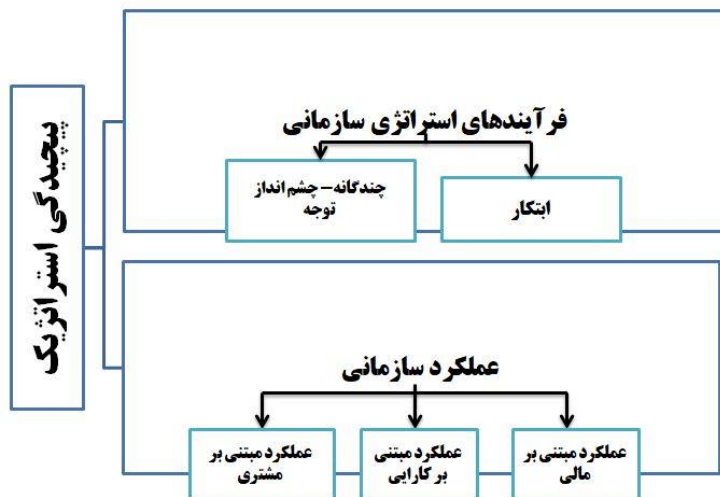 پیچیدگی استراتژیک
فرآیندهای استراتژی سازمانی
ابتکار
چندگانه – چشم انداز
توجه
عملکرد سازمانی
عملکرد مبتنی بر
مالی
عملکرد مبتنی
بر کارایی
عملکرد مبتنی بر
مشتری